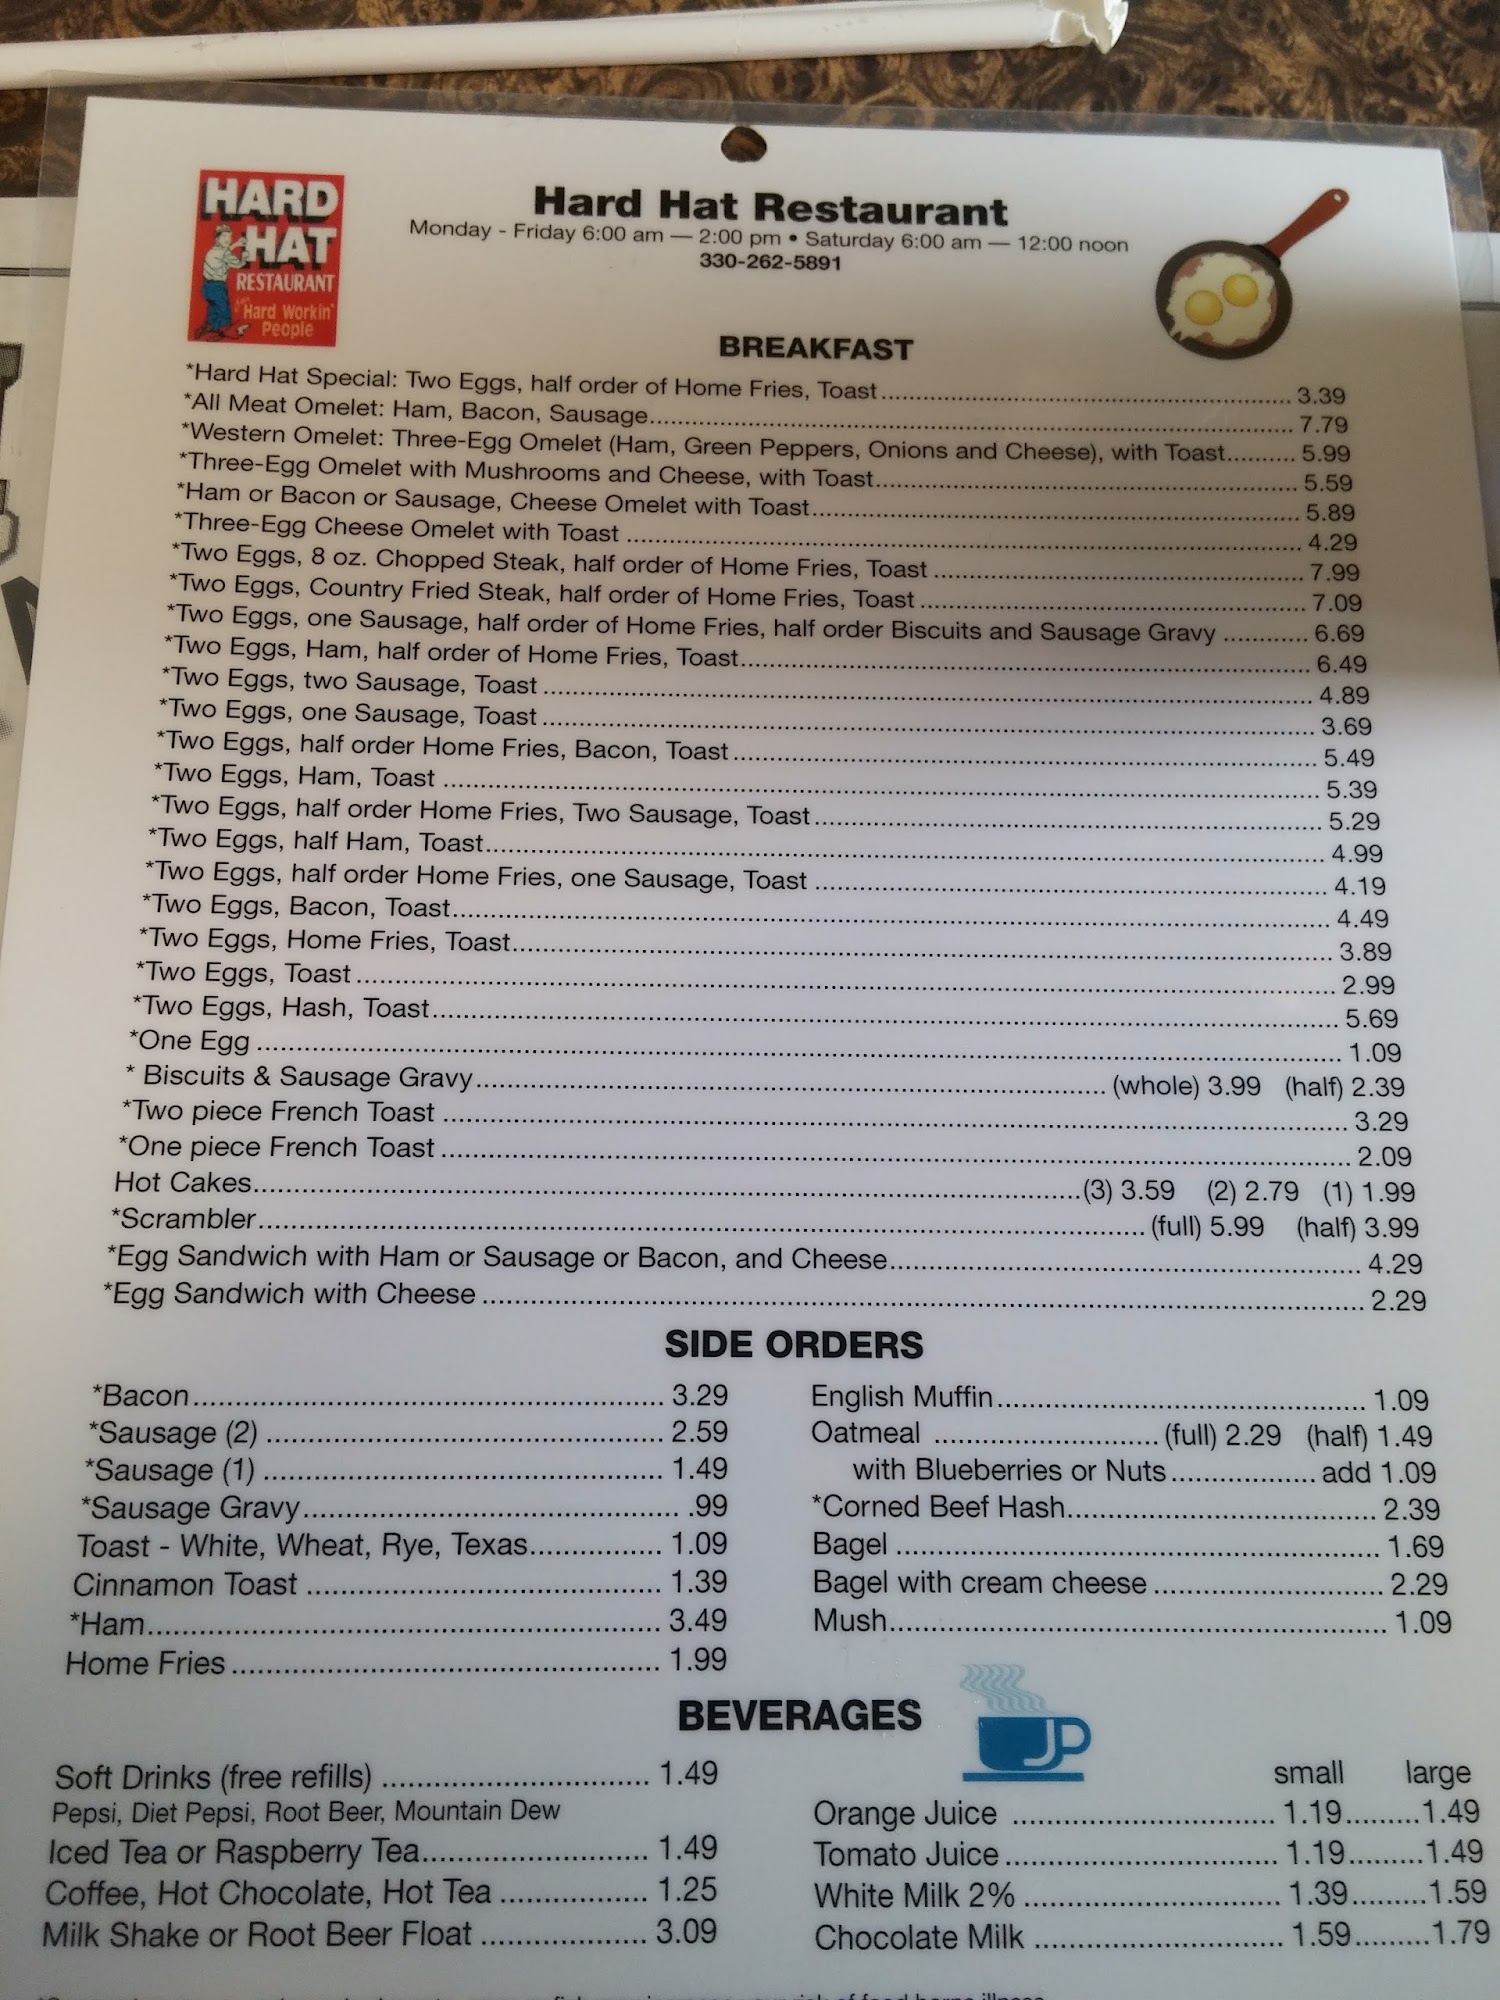 HARD
HAT
RESTAURANT
Hard Workin'
People
Hard Hat Restaurant
Monday - Friday 6:00 am — 2:00 pm • Saturday 6:00 am — 12:00 noon
330-262-5891
BREAKFAST
*Hard Hat Special: Two Eggs, half order of Home Fries, Toast 3.39
*All Meat Omelet: Ham, Bacon, Sausage 7.79
*Western Omelet: Three-Egg Omelet (Ham, Green Peppers, Onions and Cheese), with Toast 5.99
*Three-Egg Omelet with Mushrooms and Cheese, with Toast 5.59
*Ham or Bacon or Sausage, Cheese Omelet with Toast 5.89
*Three-Egg Cheese Omelet with Toast 4.29
*Two Eggs, 8 oz. Chopped Steak, half order of Home Fries, Toast 7.99
*Two Eggs, Country Fried Steak, half order of Home Fries, Toast 7.09
*Two Eggs, one Sausage, half order of Home Fries, half order Biscuits and Sausage Gravy 6.69
*Two Eggs, Ham, half order of Home Fries, Toast 6.49
*Two Eggs, two Sausage, Toast 4.89
*Two Eggs, one Sausage, Toast 3.69
*Two Eggs, half order Home Fries, Bacon, Toast 5.49
*Two Eggs, Ham, Toast 5.39
*Two Eggs, half order Home Fries, Two Sausage, Toast 5.29
*Two Eggs, half Ham, Toast 4.99
*Two Eggs, half order Home Fries, one Sausage, Toast 4.19
*Two Eggs, Bacon, Toast 4.49
*Two Eggs, Home Fries, Toast 3.89
*Two Eggs, Toast 2.99
*Two Eggs, Hash, Toast 5.69
*One Egg 1.09
* Biscuits & Sausage Gravy (whole) 3.99 (half) 2.39
*Two piece French Toast 3.29
*One piece French Toast 2.09
Hot Cakes (3) 3.59 (2) 2.79 (1) 1.99
*Scrambler (full) 5.99 (half) 3.99
*Egg Sandwich with Ham or Sausage or Bacon, and Cheese 4.29
*Egg Sandwich with Cheese 2.29
SIDE ORDERS
*Bacon 3.29
*Sausage (2) 2.59
*Sausage (1) 1.49
*Sausage Gravy .99
Toast - White, Wheat, Rye, Texas 1.09
Cinnamon Toast 1.39
*Ham 3.49
Home Fries 1.99
English Muffin 1.09
Oatmeal (full) 2.29 (half) 1.49
with Blueberries or Nuts add 1.09
*Corned Beef Hash 2.39
Bagel 1.69
Bagel with cream cheese 2.29
Mush 1.09
BEVERAGES
Soft Drinks (free refills) 1.49
Pepsi, Diet Pepsi, Root Beer, Mountain Dew
Iced Tea or Raspberry Tea 1.49
Coffee, Hot Chocolate, Hot Tea 1.25
Milk Shake or Root Beer Float 3.09
small large
Orange Juice 1.19 1.49
Tomato Juice 1.19 1.49
White Milk 2% 1.39 1.59
Chocolate Milk 1.59 1.79